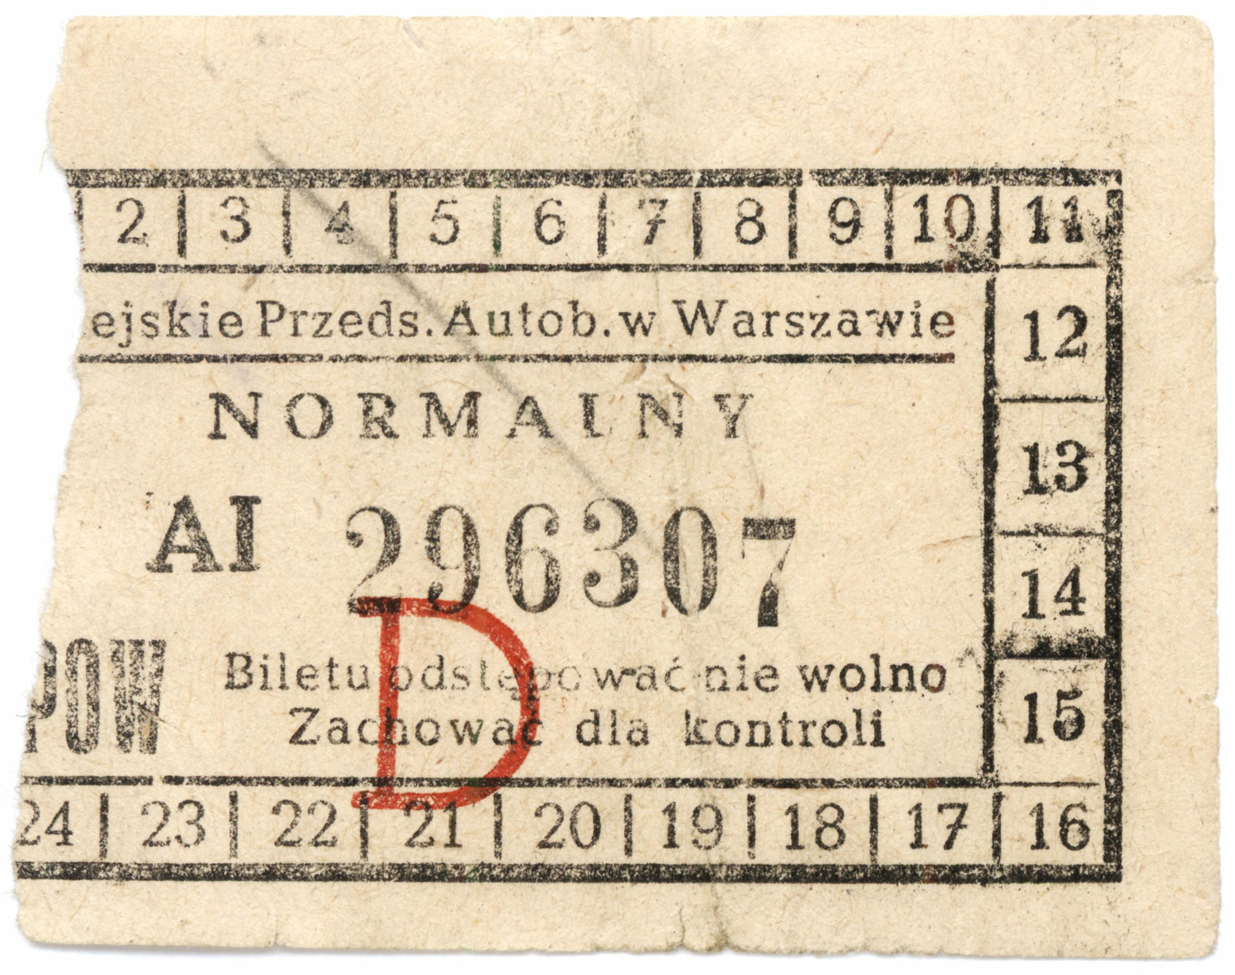 2 3 4 5 6 7 8 9 10 11
ejskie Przeds. Autob. w Warszawie
12
NORMALNY
13
AI 296307
14
D
POW
Biletu odstępować nie wolno
Zachować dla kontroli
15
24 23 22 21 20 19 18 17 16